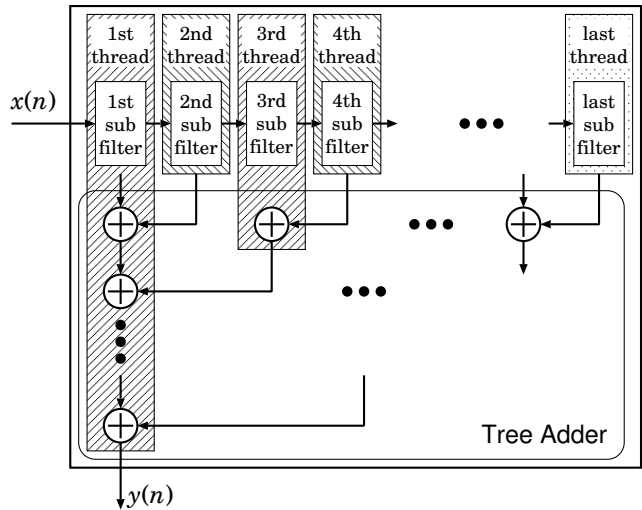 1st
thread
2nd
thread
3rd
thread
4th
thread
last
thread
x(n)
1st
sub
filter
2nd
sub
filter
3rd
sub
filter
4th
sub
filter
last
sub
filter
Tree Adder
y(n)